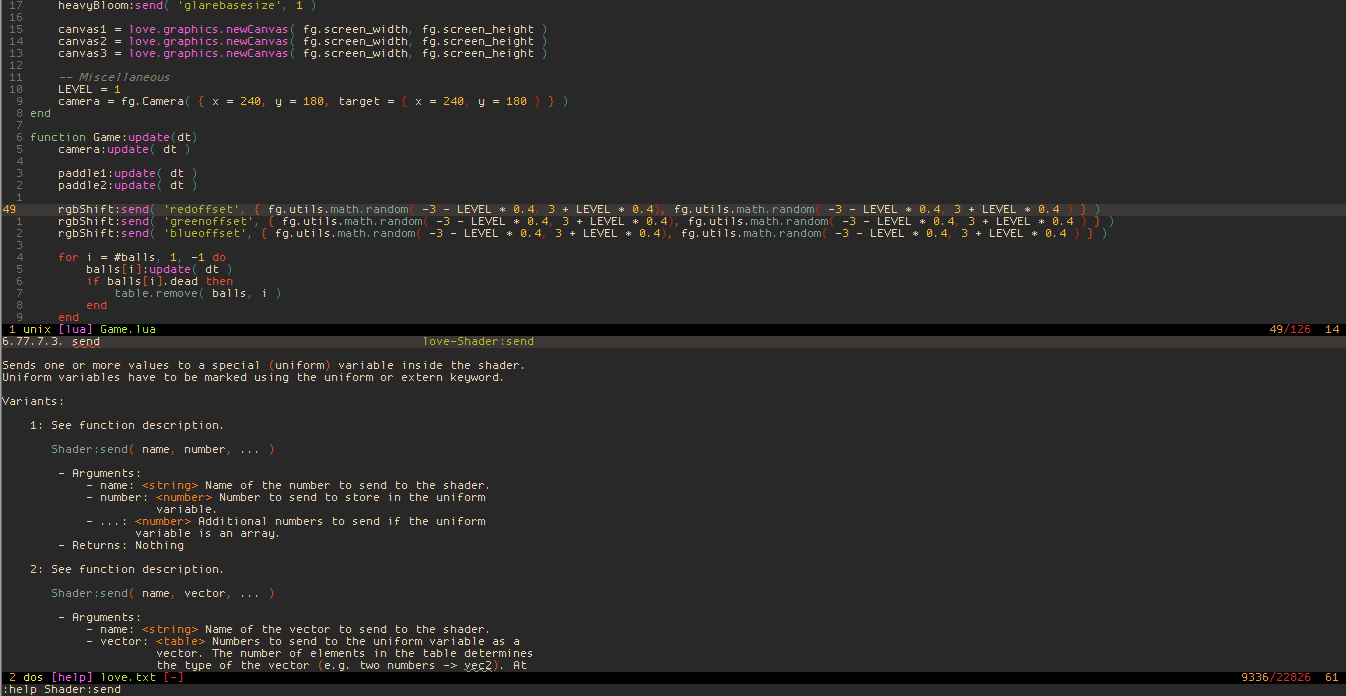 17     heavyBloom:send( 'glarebasesize', 1 )
16
15     canvas1 = love.graphics.newCanvas( fg.screen_width, fg.screen_height )
14     canvas2 = love.graphics.newCanvas( fg.screen_width, fg.screen_height )
13     canvas3 = love.graphics.newCanvas( fg.screen_width, fg.screen_height )
12
11     -- Miscellaneous
10     LEVEL = 1
9     camera = fg.Camera( { x = 240, y = 180, target = { x = 240, y = 180 } } )
8 end
7
6 function Game:update(dt)
5     camera:update( dt )
4
3     paddle1:update( dt )
2     paddle2:update( dt )
1
49     rgbShift:send( 'redoffset', { fg.utils.math.random( -3 - LEVEL * 0.4, 3 + LEVEL * 0.4), fg.utils.math.random( -3 - LEVEL * 0.4, 3 + LEVEL * 0.4 ) } )
1     rgbShift:send( 'greenoffset', { fg.utils.math.random( -3 - LEVEL * 0.4, 3 + LEVEL * 0.4), fg.utils.math.random( -3 - LEVEL * 0.4, 3 + LEVEL * 0.4 ) } )
2     rgbShift:send( 'blueoffset', { fg.utils.math.random( -3 - LEVEL * 0.4, 3 + LEVEL * 0.4), fg.utils.math.random( -3 - LEVEL * 0.4, 3 + LEVEL * 0.4 ) } )
3
4     for i = #balls, 1, -1 do
5         balls[i]:update( dt )
6         if balls[i].dead then
7             table.remove( balls, i )
8         end
9     end
1 unix [lua] Game.lua 49/126 14
6.77.7.3. send love-Shader:send
Sends one or more values to a special (uniform) variable inside the shader.
Uniform variables have to be marked using the uniform or extern keyword.
Variants:
1: See function description.
Shader:send( name, number, ... )
- Arguments:
- name: <string> Name of the number to send to the shader.
- number: <number> Number to send to store in the uniform
variable.
- ...: <number> Additional numbers to send if the uniform
variable is an array.
- Returns: Nothing
2: See function description.
Shader:send( name, vector, ... )
- Arguments:
- name: <string> Name of the vector to send to the shader.
- vector: <table> Numbers to send to the uniform variable as a
vector. The number of elements in the table determines
the type of the vector (e.g. two numbers -> vec2). At
2 dos [help] love.txt [-] 9336/22826 61
:help Shader:send